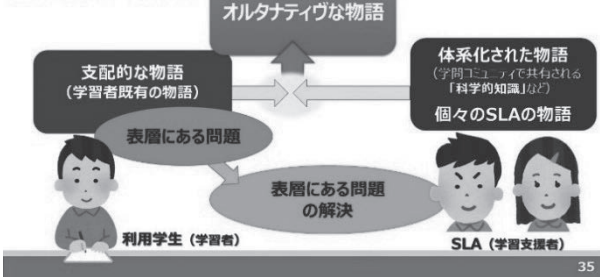 オルタナティヴな物語
支配的な物語
(学習者既有の物語)
体系化された物語
(学問コミュニティで共有される
「科学的知識」など)
個々のSLAの物語
表層にある問題
表層にある問題
の解決
利用学生(学習者)
SLA(学習支援者)
35